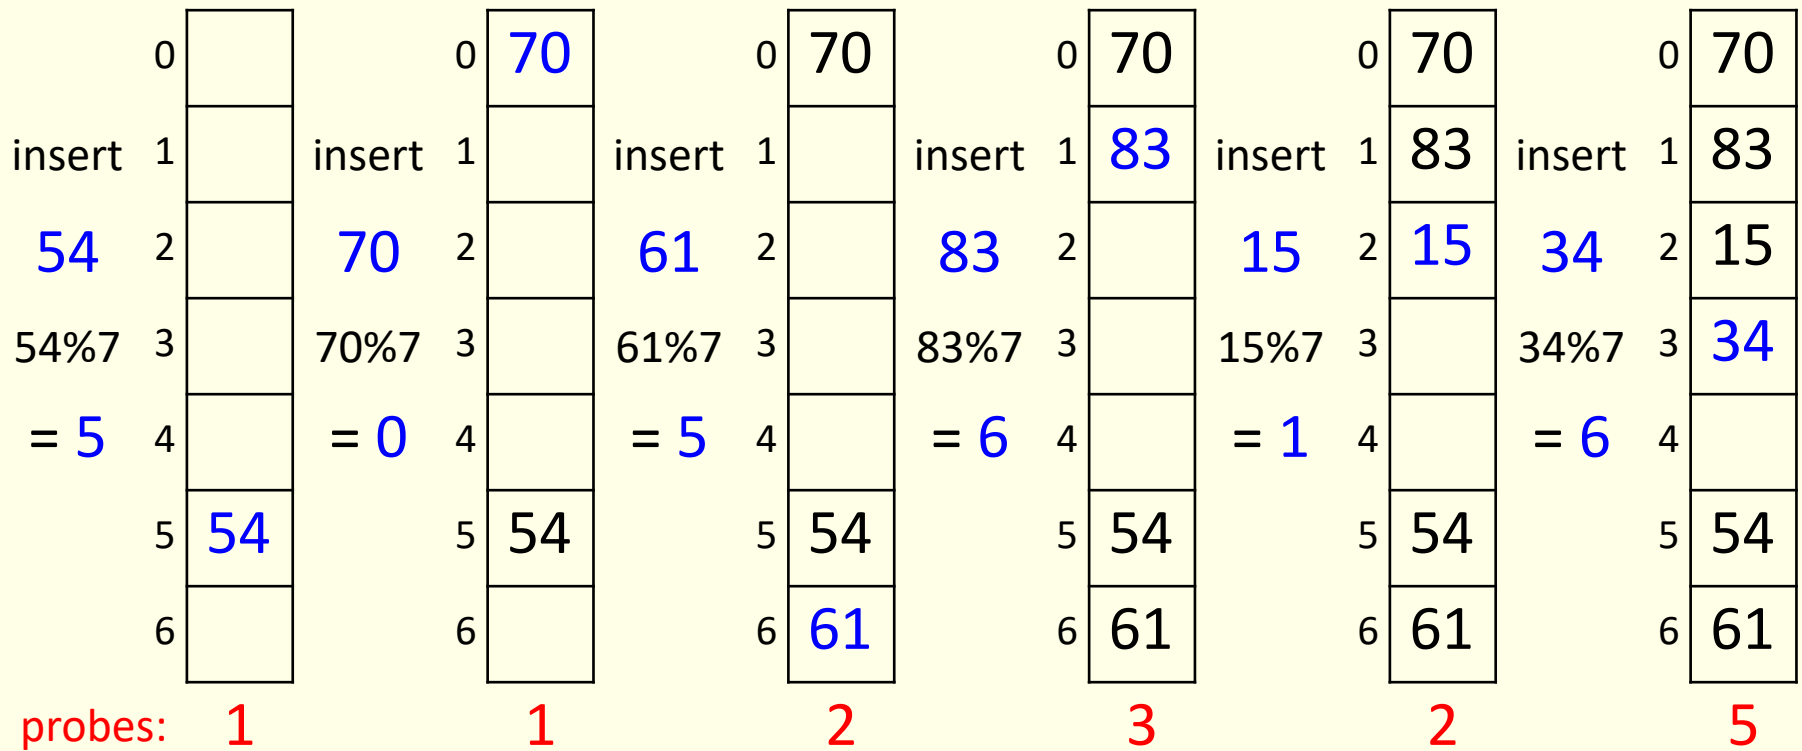 0 0 70 0 70 0 70 0 70 0 70
insert 1 insert 1 insert 1 insert 1 83 insert 1 83 insert 1 83
54 2 70 2 61 2 83 2 15 2 15 34 2 15
54%7 3 70%7 3 61%7 3 83%7 3 15%7 3 34%7 3 34
= 5 4 = 0 4 = 5 4 = 6 4 = 1 4 = 6 4
5 54 5 54 5 54 5 54 5 54 5 54
6 6 6 61 6 61 6 61 6 61
probes: 1 1 2 3 2 5